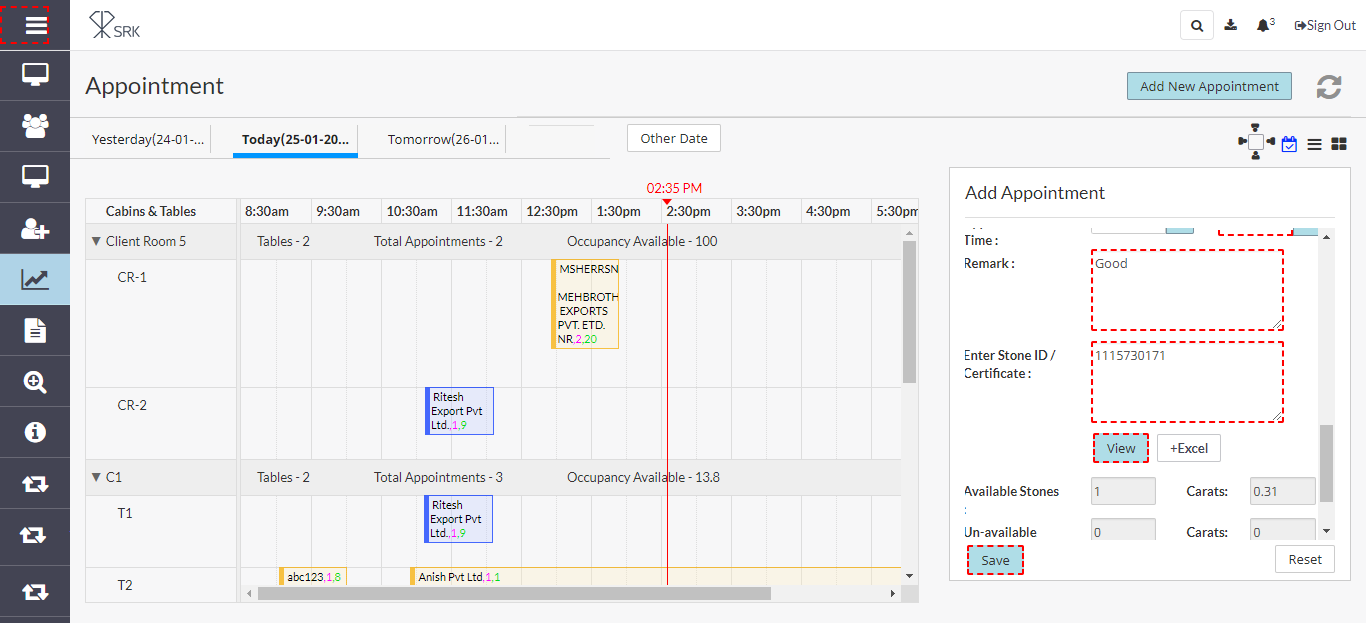 SRK
3
Sign Out
Appointment
Add New Appointment
Yesterday(24-01-...
Today(25-01-20...
Tomorrow(26-01...
Other Date
02:35 PM
Cabins & Tables
8:30am
9:30am
10:30am
11:30am
12:30pm
1:30pm
2:30pm
3:30pm
4:30pm
5:30pm
Client Room 5
Tables - 2
Total Appointments - 2
Occupancy Available - 100
CR-1
MSHERRSN
MEHBROTH
EXPORTS
PVT. ETD.
NR,2,20
CR-2
Ritesh
Export Pvt
Ltd.,1,9
C1
Tables - 2
Total Appointments - 3
Occupancy Available - 13.8
T1
Ritesh
Export Pvt
Ltd.,1,9
T2
abc123,1,8
Anish Pvt Ltd,1,1
Add Appointment
Time :
Remark :
Good
Enter Stone ID /
Certificate :
1115730171
View
+Excel
Available Stones
:
1
Carats:
0.31
Un-available
0
Carats:
0
Save
Reset